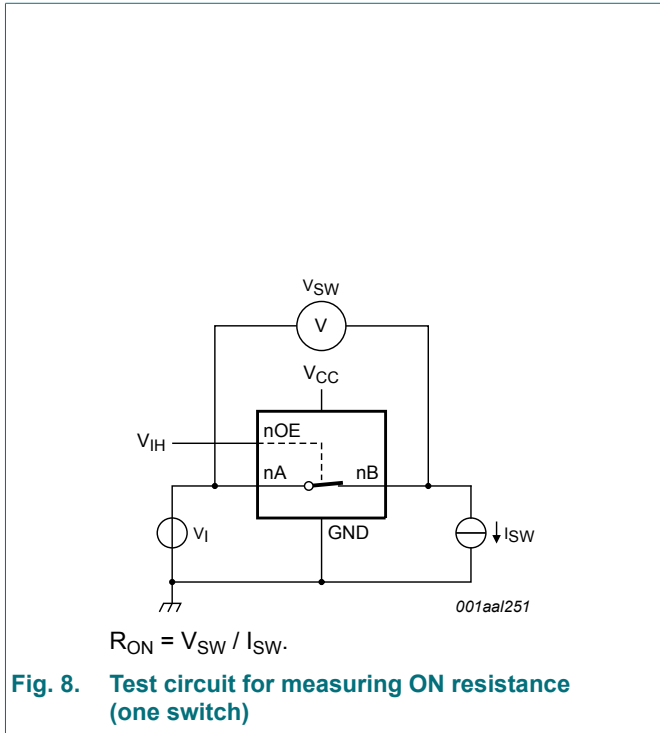 VSW
V
VCC
nOE
VIH
nA
nB
VI
GND
ISW
001aal251
RON = VSW / ISW.
Fig. 8. Test circuit for measuring ON resistance
(one switch)